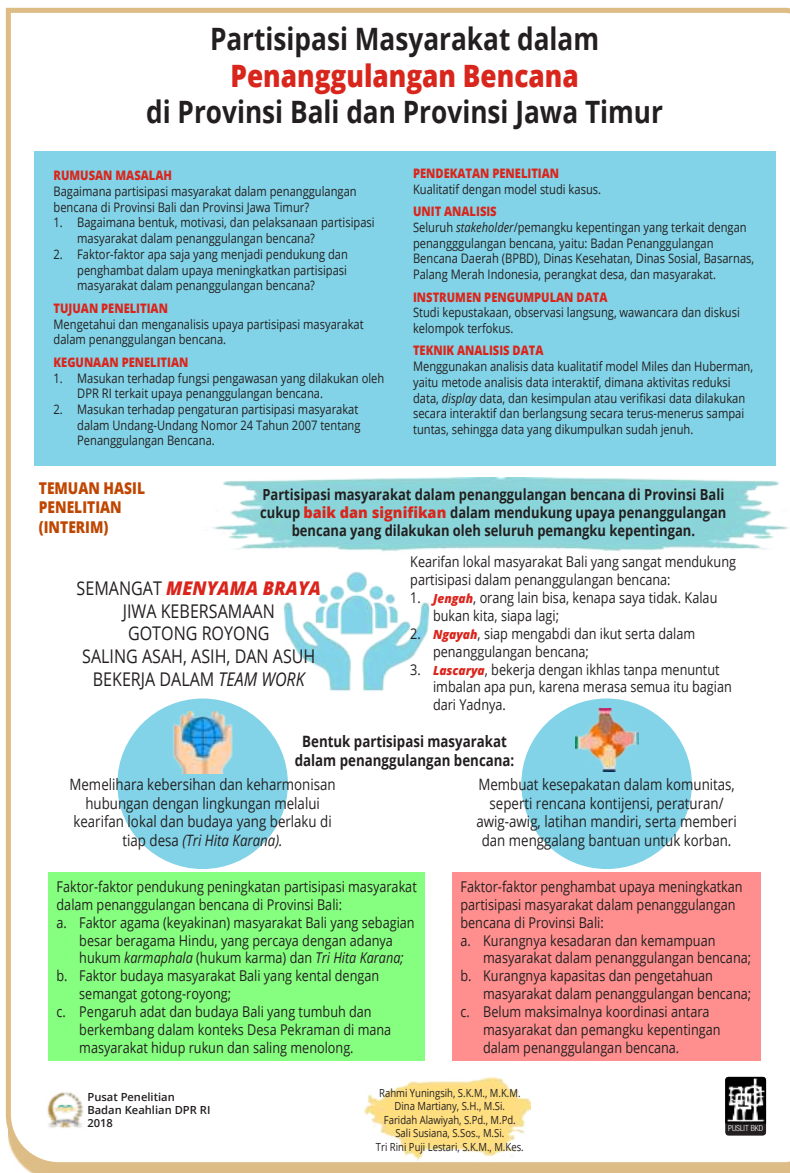 Partisipasi Masyarakat dalam
Penanggulangan Bencana
di Provinsi Bali dan Provinsi Jawa Timur
RUMUSAN MASALAH
Bagaimana partisipasi masyarakat dalam penanggulangan
bencana di Provinsi Bali dan Provinsi Jawa Timur?
1. Bagaimana bentuk, motivasi, dan pelaksanaan partisipasi
masyarakat dalam penanggulangan bencana?
2. Faktor-faktor apa saja yang menjadi pendukung dan
penghambat dalam upaya meningkatkan partisipasi
masyarakat dalam penanggulangan bencana?
TUJUAN PENELITIAN
Mengetahui dan menganalisis upaya partisipasi masyarakat
dalam penanggulangan bencana.
KEGUNAAN PENELITIAN
1. Masukan terhadap fungsi pengawasan yang dilakukan oleh
DPR RI terkait upaya penanggulangan bencana.
2. Masukan terhadap pengaturan partisipasi masyarakat
dalam Undang-Undang Nomor 24 Tahun 2007 tentang
Penanggulangan Bencana.
PENDEKATAN PENELITIAN
Kualitatif dengan model studi kasus.
UNIT ANALISIS
Seluruh stakeholder/pemangku kepentingan yang terkait dengan
penangggulangan bencana, yaitu: Badan Penanggulangan
Bencana Daerah (BPBD), Dinas Kesehatan, Dinas Sosial, Basarnas,
Palang Merah Indonesia, perangkat desa, dan masyarakat.
INSTRUMEN PENGUMPULAN DATA
Studi kepustakaan, observasi langsung, wawancara dan diskusi
kelompok terfokus.
TEKNIK ANALISIS DATA
Menggunakan analisis data kualitatif model Miles dan Huberman,
yaitu metode analisis data interaktif, dimana aktivitas reduksi
data, display data, dan kesimpulan atau verifikasi data dilakukan
secara interaktif dan berlangsung secara terus-menerus sampai
tuntas, sehingga data yang dikumpulkan sudah jenuh.
TEMUAN HASIL
PENELITIAN
(INTERIM)
Partisipasi masyarakat dalam penanggulangan bencana di Provinsi Bali
cukup baik dan signifikan dalam mendukung upaya penanggulangan
bencana yang dilakukan oleh seluruh pemangku kepentingan.
SEMANGAT MENYAMA BRAYA
JIWA KEBERSAMAAN
GOTONG ROYONG
SALING ASAH, ASIH, DAN ASUH
BEKERJA DALAM TEAM WORK
Kearifan lokal masyarakat Bali yang sangat mendukung
partisipasi dalam penanggulangan bencana:
1. Jengah, orang lain bisa, kenapa saya tidak. Kalau
bukan kita, siapa lagi;
2. Ngayah, siap mengabdi dan ikut serta dalam
penanggulangan bencana;
3. Lascarya, bekerja dengan ikhlas tanpa menuntut
imbalan apa pun, karena merasa semua itu bagian
dari Yadnya.
Bentuk partisipasi masyarakat
dalam penanggulangan bencana:
Memelihara kebersihan dan keharmonisan
hubungan dengan lingkungan melalui
kearifan lokal dan budaya yang berlaku di
tiap desa (Tri Hita Karana).
Membuat kesepakatan dalam komunitas,
seperti rencana kontijensi, peraturan/
awig-awig, latihan mandiri, serta memberi
dan menggalang bantuan untuk korban.
Faktor-faktor pendukung peningkatan partisipasi masyarakat
dalam penanggulangan bencana di Provinsi Bali:
a. Faktor agama (keyakinan) masyarakat Bali yang sebagian
besar beragama Hindu, yang percaya dengan adanya
hukum karmaphala (hukum karma) dan Tri Hita Karana;
b. Faktor budaya masyarakat Bali yang kental dengan
semangat gotong-royong;
c. Pengaruh adat dan budaya Bali yang tumbuh dan
berkembang dalam konteks Desa Pekraman di mana
masyarakat hidup rukun dan saling menolong.
Faktor-faktor penghambat upaya meningkatkan
partisipasi masyarakat dalam penanggulangan
bencana di Provinsi Bali:
a. Kurangnya kesadaran dan kemampuan
masyarakat dalam penanggulangan bencana;
b. Kurangnya kapasitas dan pengetahuan
masyarakat dalam penanggulangan bencana;
c. Belum maksimalnya koordinasi antara
masyarakat dan pemangku kepentingan
dalam penanggulangan bencana.
Pusat Penelitian
Badan Keahlian DPR RI
2018
Rahmi Yuningsih, S.K.M., M.K.M.
Dina Martiany, S.H., M.Si.
Faridah Alawiyah, S.Pd., M.Pd.
Sali Susiana, S.Sos., M.Si.
Tri Rini Puji Lestari, S.K.M., M.Kes.
PUSLIT BKD